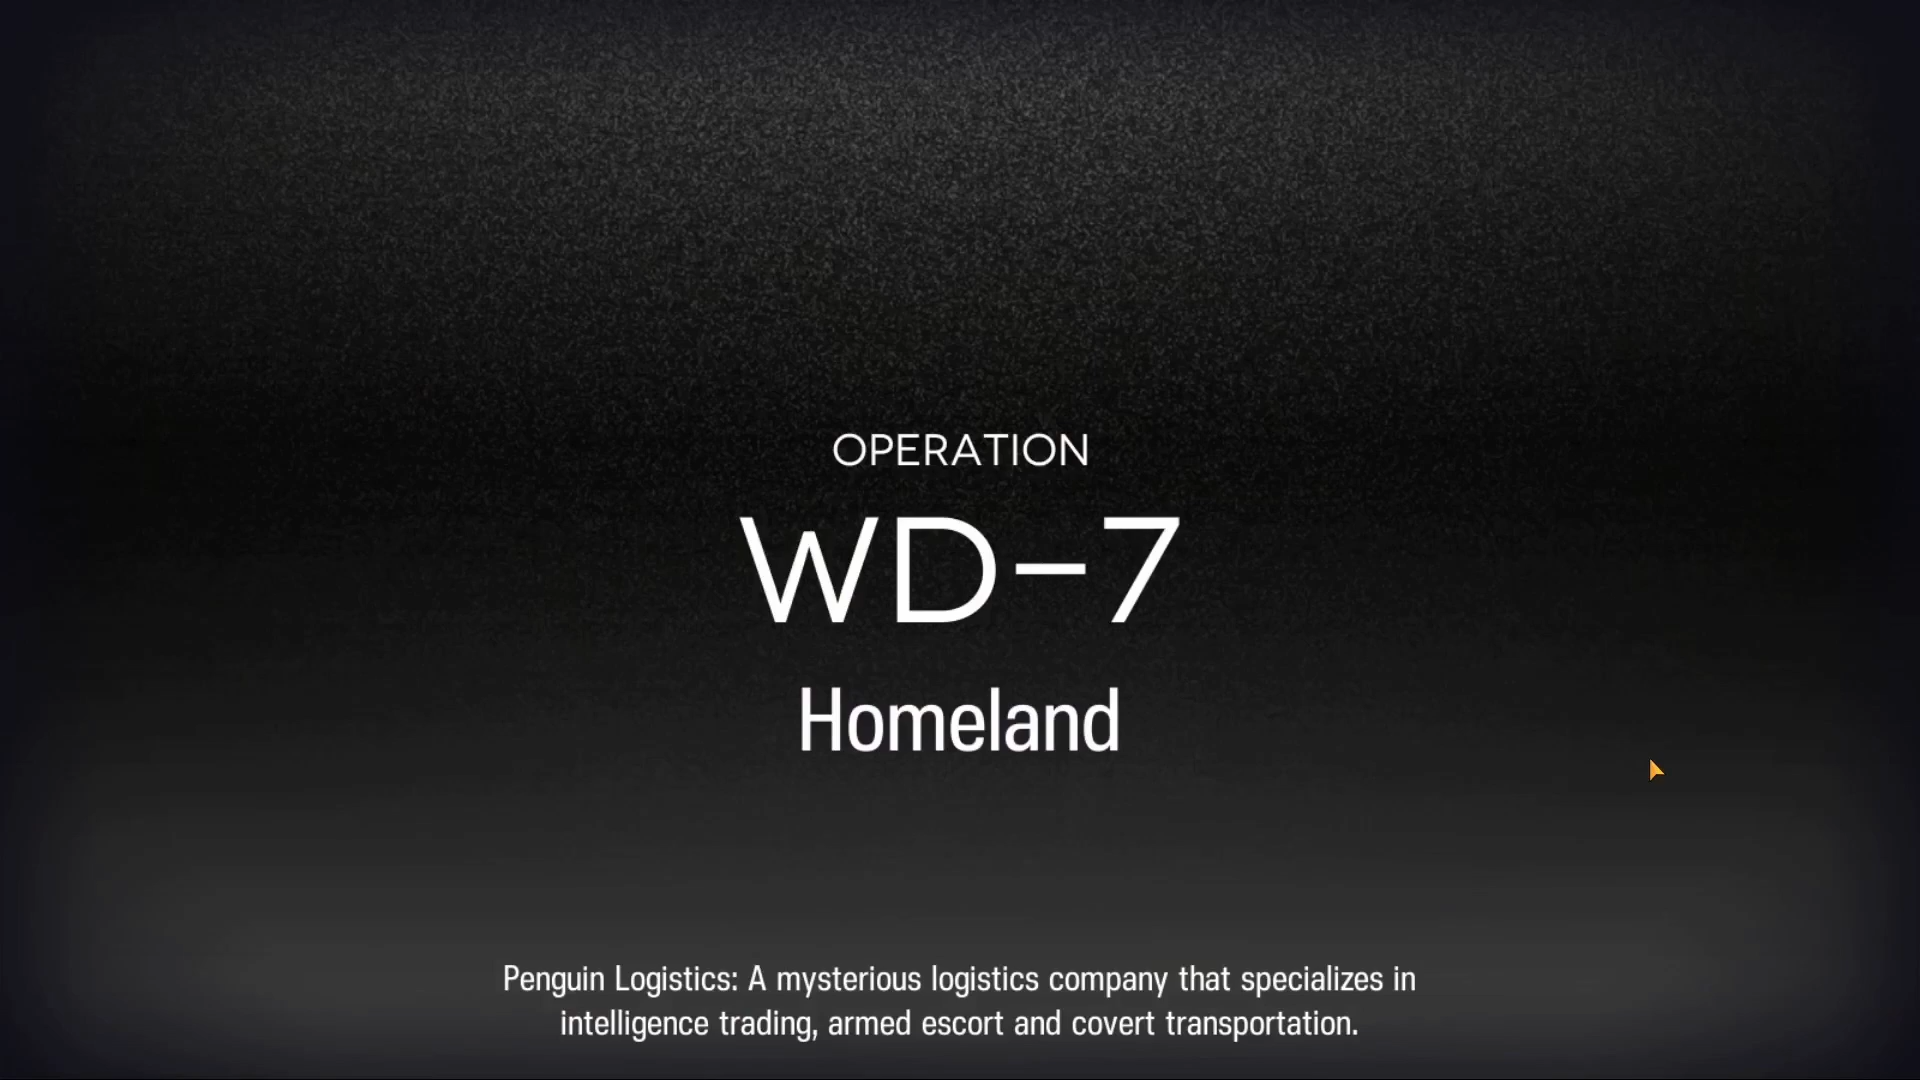 OPERATION
WD-7
Homeland
Penguin Logistics: A mysterious logistics company that specializes in
intelligence trading, armed escort and covert transportation.